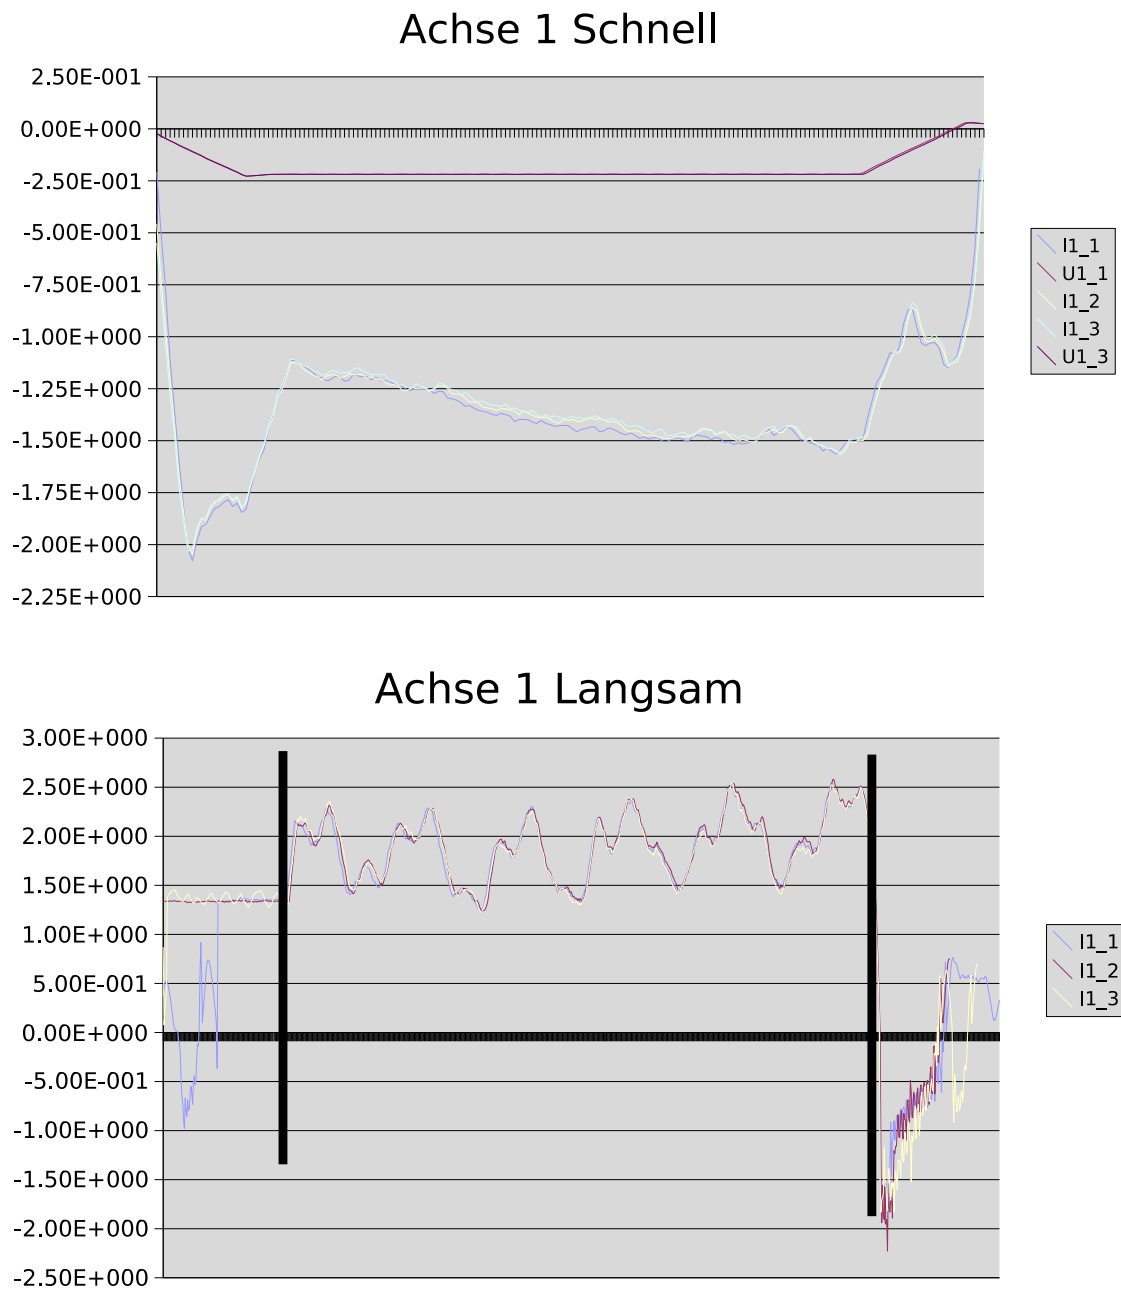 Achse 1 Schnell
2.50E-001
0.00E+000
-2.50E-001
-5.00E-001
-7.50E-001
-1.00E+000
-1.25E+000
-1.50E+000
-1.75E+000
-2.00E+000
-2.25E+000
I1_1
U1_1
I1_2
I1_3
U1_3
Achse 1 Langsam
3.00E+000
2.50E+000
2.00E+000
1.50E+000
1.00E+000
5.00E-001
0.00E+000
-5.00E-001
-1.00E+000
-1.50E+000
-2.00E+000
-2.50E+000
I1_1
I1_2
I1_3